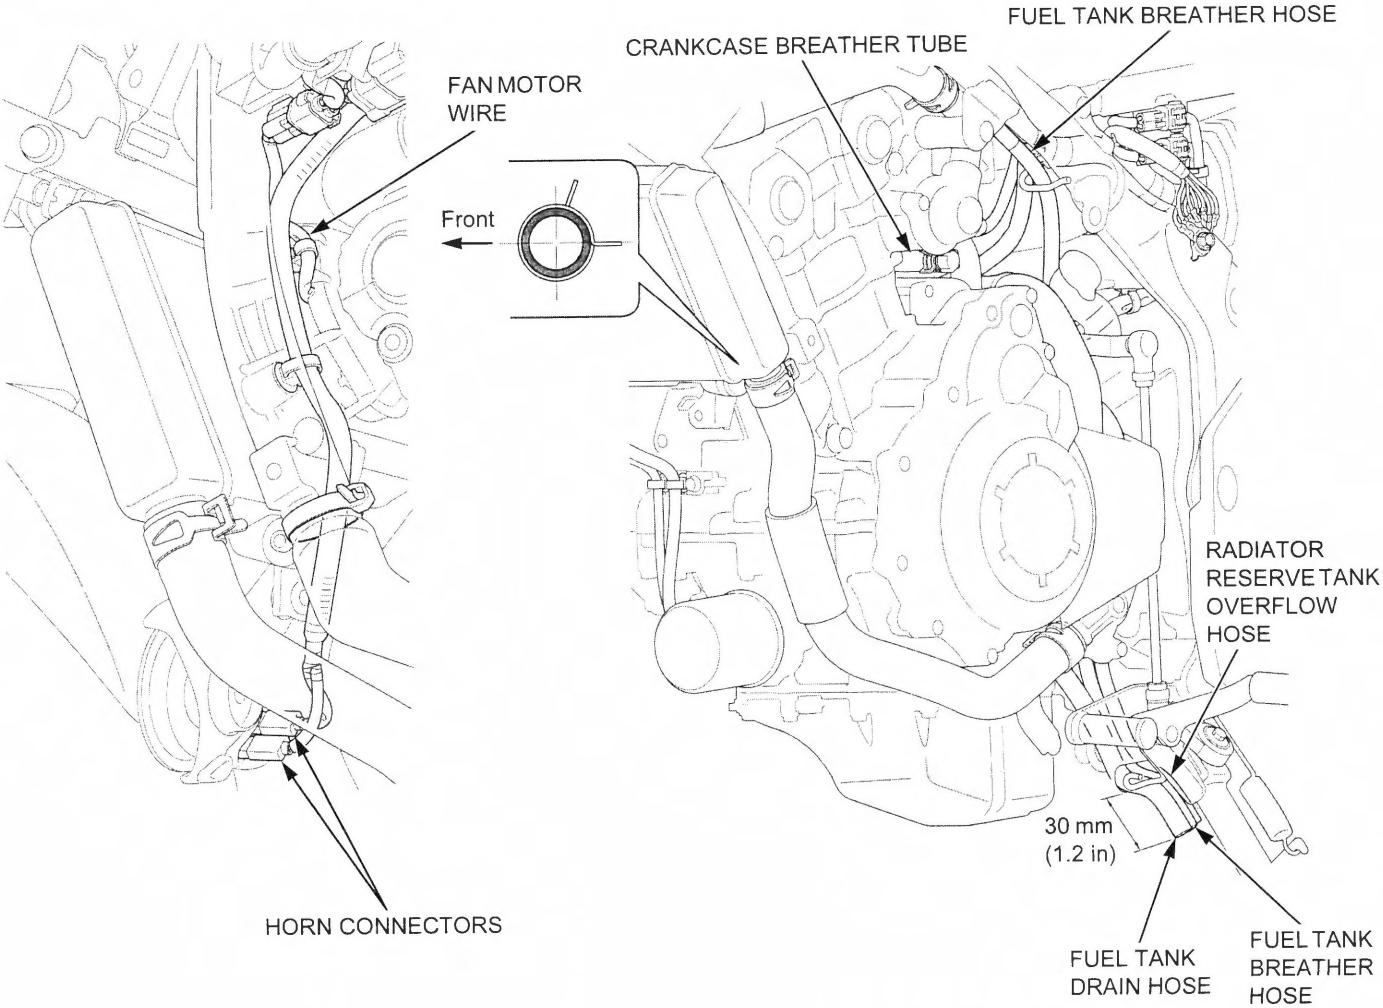 FUEL TANK BREATHER HOSE
CRANKCASE BREATHER TUBE
FAN MOTOR
WIRE
Front
RADIATOR
RESERVE TANK
OVERFLOW
HOSE
30 mm
(1.2 in)
HORN CONNECTORS
FUEL TANK
DRAIN HOSE
FUEL TANK
BREATHER
HOSE